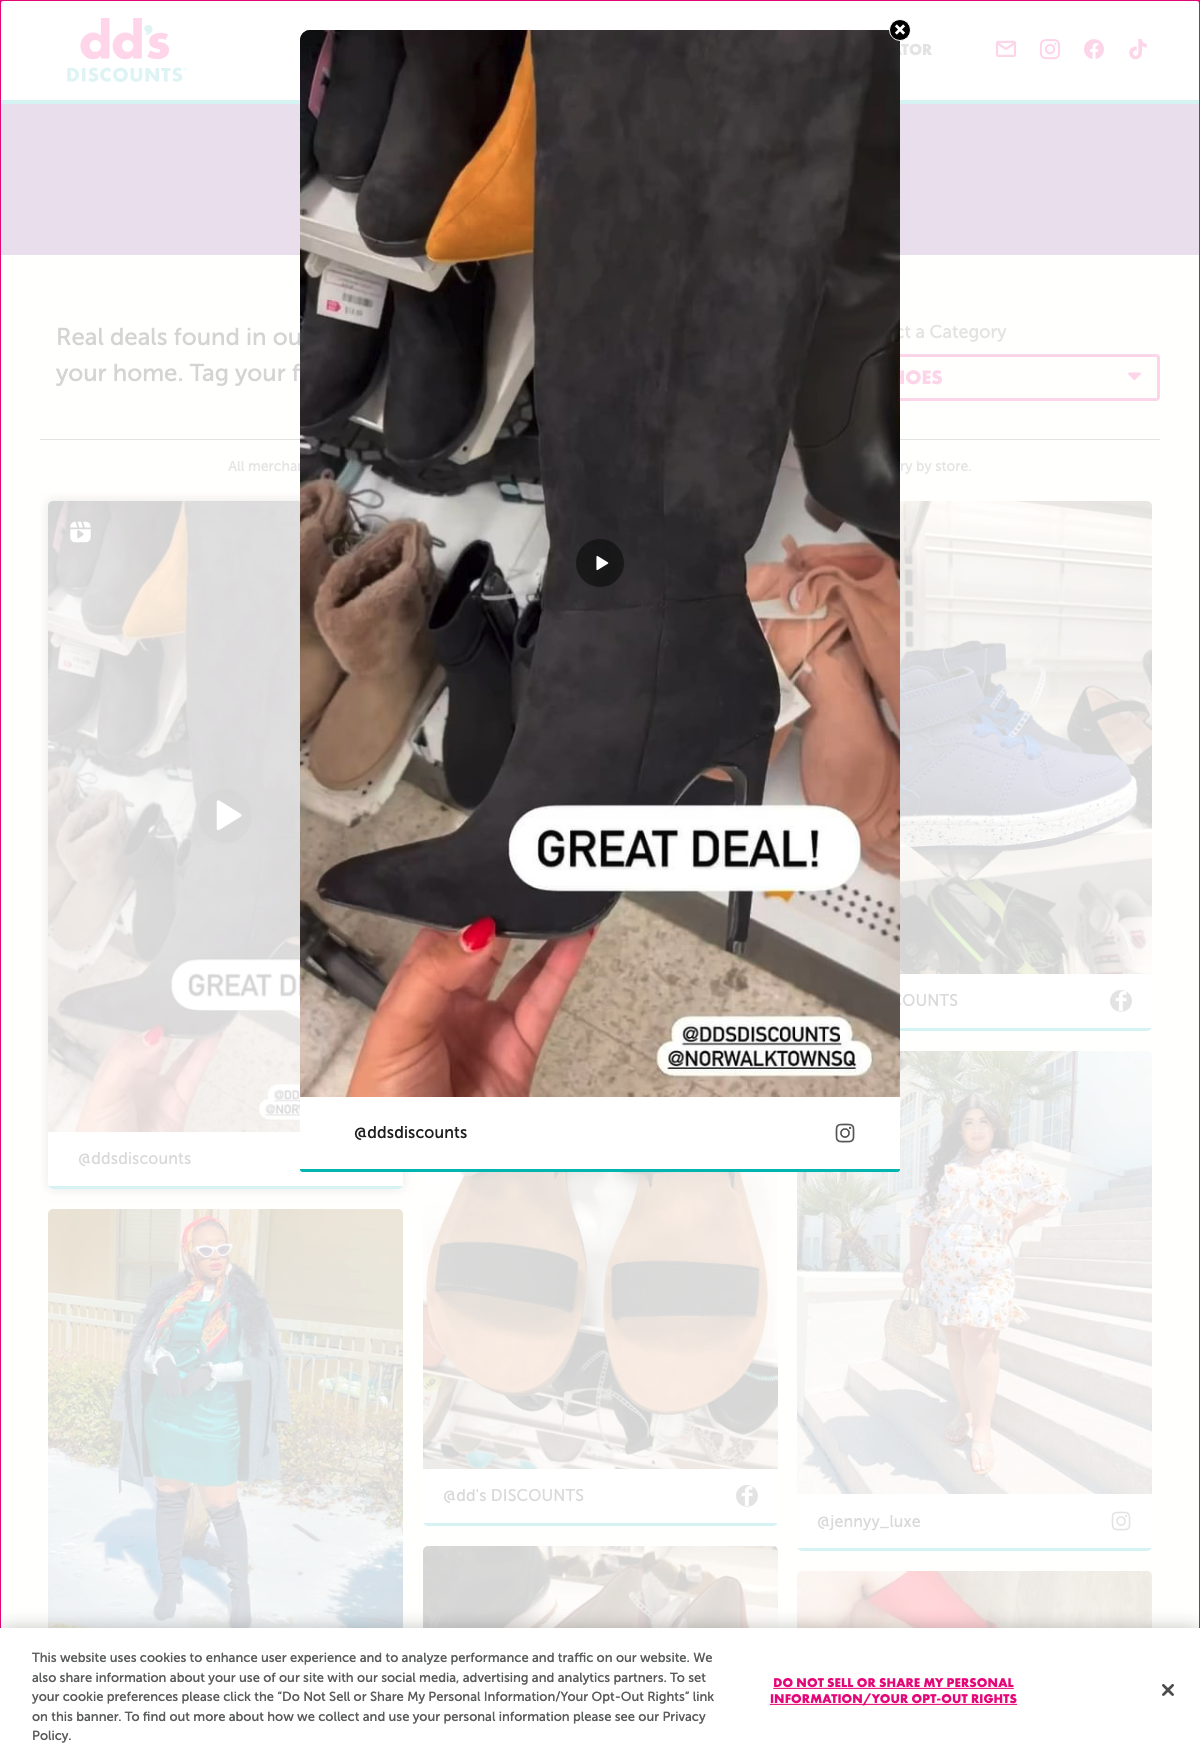 dd's
DISCOUNTS
Real deals found in ou
your home. Tag your f
ct a Category
HOES
All mercha
ry by store.
GREAT DEAL!
@DDSDISCOUNTS
@NORWALKTOWNSQ
@ddsdiscounts
GREAT D
@ddsdiscounts
COUNTS
@dd's DISCOUNTS
@jennyy_luxe
This website uses cookies to enhance user experience and to analyze performance and traffic on our website. We
also share information about your use of our site with our social media, advertising and analytics partners. To set
your cookie preferences please click the “Do Not Sell or Share My Personal Information/Your Opt-Out Rights” link
on this banner. To find out more about how we collect and use your personal information please see our Privacy
Policy.
DO NOT SELL OR SHARE MY PERSONAL
INFORMATION/YOUR OPT-OUT RIGHTS